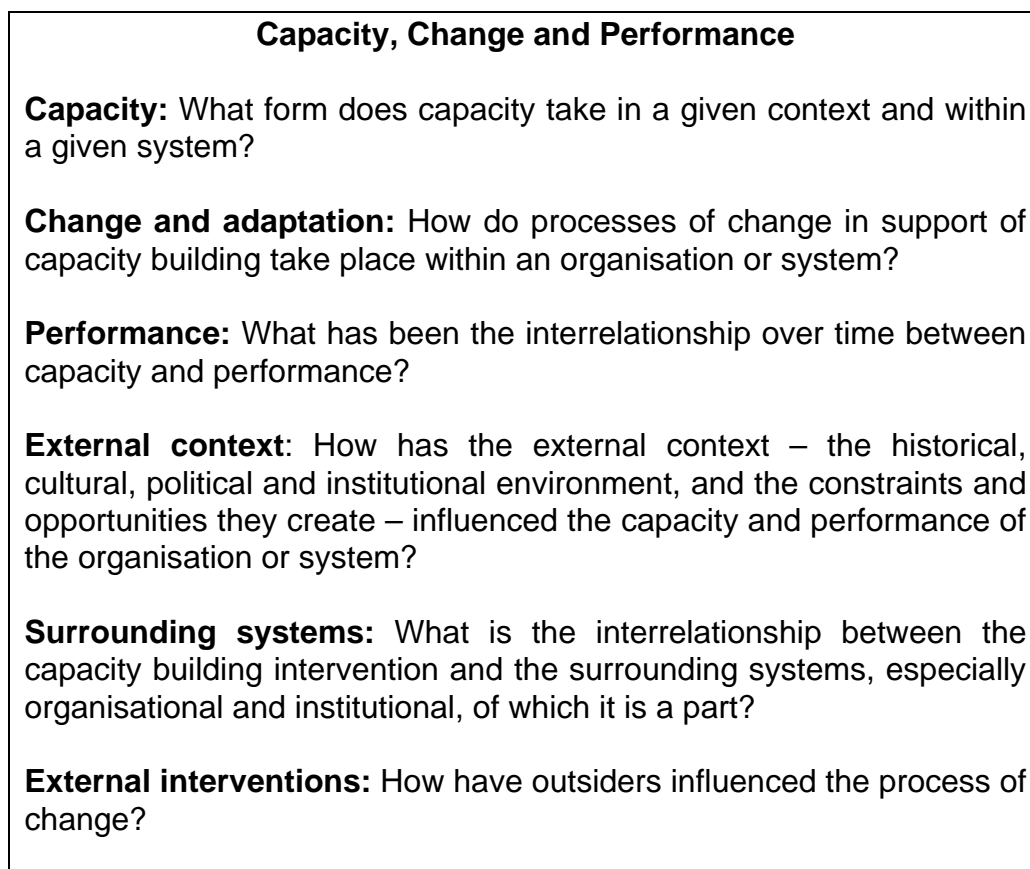 Capacity, Change and Performance
Capacity: What form does capacity take in a given context and within
a given system?
Change and adaptation: How do processes of change in support of
capacity building take place within an organisation or system?
Performance: What has been the interrelationship over time between
capacity and performance?
External context: How has the external context – the historical,
cultural, political and institutional environment, and the constraints and
opportunities they create – influenced the capacity and performance of
the organisation or system?
Surrounding systems: What is the interrelationship between the
capacity building intervention and the surrounding systems, especially
organisational and institutional, of which it is a part?
External interventions: How have outsiders influenced the process of
change?